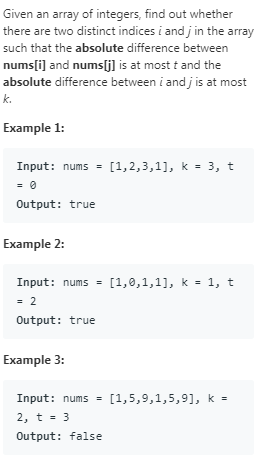 Given an array of integers, find out whether
there are two distinct indices i and j in the array
such that the absolute difference between
nums[i] and nums[j] is at most t and the
absolute difference between i and j is at most
k.
Example 1:
Input: nums = [1,2,3,1], k = 3, t
= 0
Output: true
Example 2:
Input: nums = [1,0,1,1], k = 1, t
= 2
Output: true
Example 3:
Input: nums = [1,5,9,1,5,9], k =
2, t = 3
Output: false